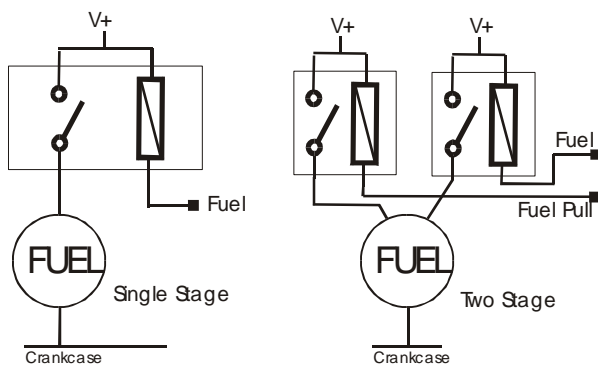 V+
Fuel
FUEL
Single Stage
Crankcase
V+
V+
Fuel
Fuel Pull
FUEL
Two Stage
Crankcase